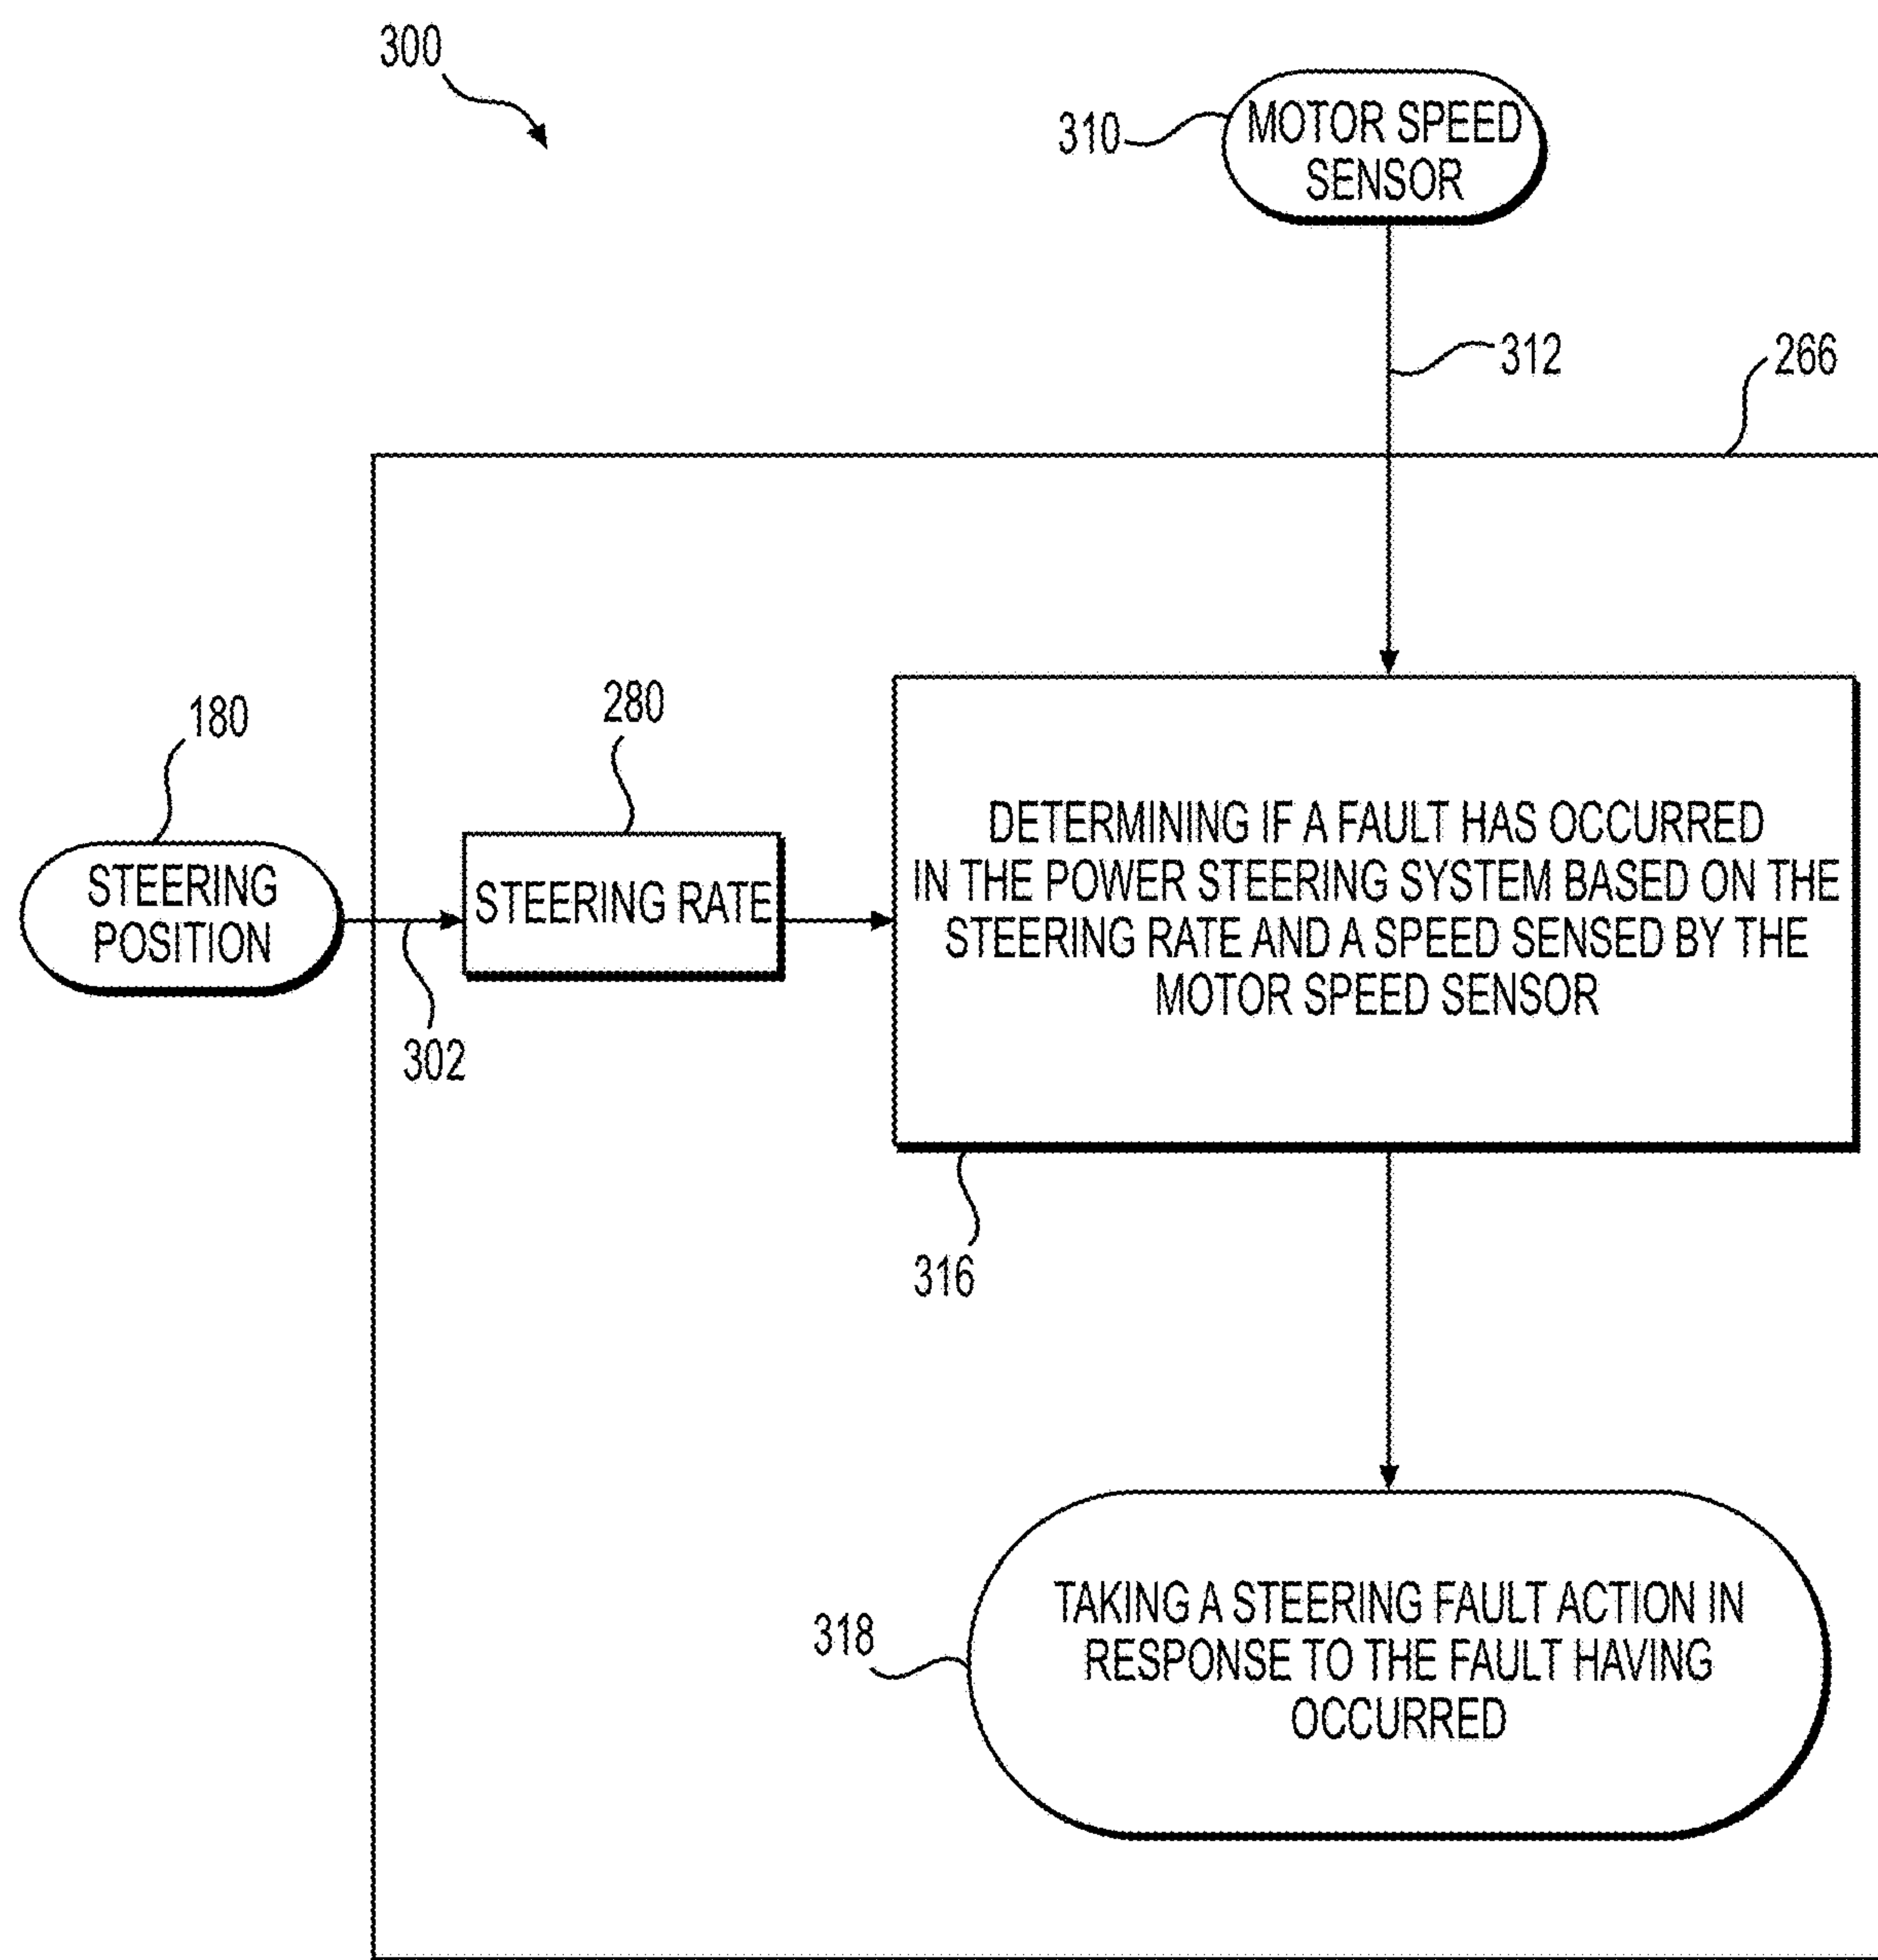 300
310
MOTOR SPEED
SENSOR
312
266
180
280
STEERING
POSITION
302
STEERING RATE
DETERMINING IF A FAULT HAS OCCURRED
IN THE POWER STEERING SYSTEM BASED ON THE
STEERING RATE AND A SPEED SENSED BY THE
MOTOR SPEED SENSOR
316
318
TAKING A STEERING FAULT ACTION IN
RESPONSE TO THE FAULT HAVING
OCCURRED